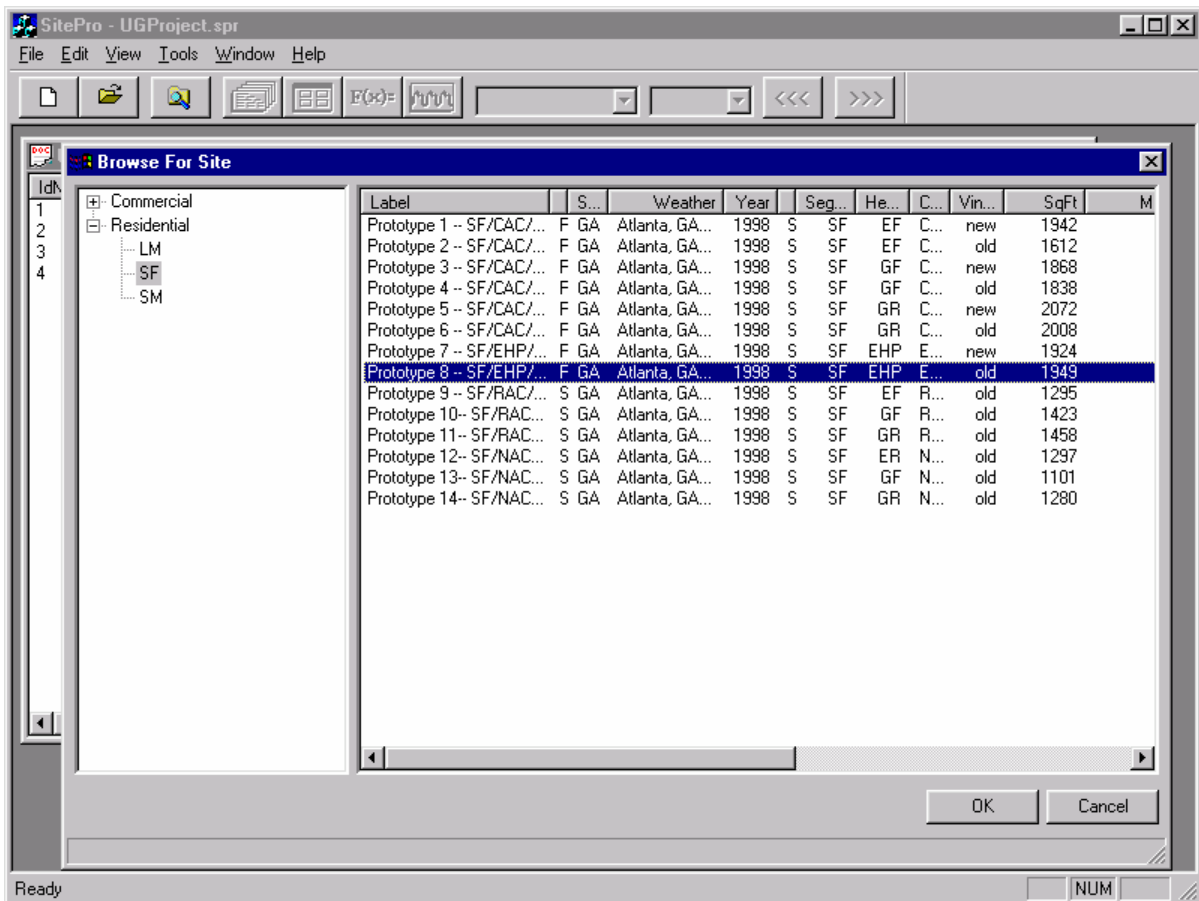 SitePro - UGProject.spr
File Edit View Tools Window Help
F(x)= <<< >>>
DOC
Browse For Site
IdN
1
2
3
4
Commercial
Residential
LM
SF
SM
Label S... Weather Year Seg... He... C... Vin... SqFt M
Prototype 1 -- SF/CAC/... F GA Atlanta, GA... 1998 S SF EF C... new 1942
Prototype 2 -- SF/CAC/... F GA Atlanta, GA... 1998 S SF EF C... old 1612
Prototype 3 -- SF/CAC/... F GA Atlanta, GA... 1998 S SF GF C... new 1868
Prototype 4 -- SF/CAC/... F GA Atlanta, GA... 1998 S SF GF C... old 1838
Prototype 5 -- SF/CAC/... F GA Atlanta, GA... 1998 S SF GR C... new 2072
Prototype 6 -- SF/CAC/... F GA Atlanta, GA... 1998 S SF GR C... old 2008
Prototype 7 -- SF/EHP/... F GA Atlanta, GA... 1998 S SF EHP E... new 1924
Prototype 8 -- SF/EHP/... F GA Atlanta, GA... 1998 S SF EHP E... old 1949
Prototype 9 -- SF/RAC/... S GA Atlanta, GA... 1998 S SF EF R... old 1295
Prototype 10-- SF/RAC... S GA Atlanta, GA... 1998 S SF GF R... old 1423
Prototype 11-- SF/RAC... S GA Atlanta, GA... 1998 S SF GR R... old 1458
Prototype 12-- SF/NAC... S GA Atlanta, GA... 1998 S SF ER N... old 1297
Prototype 13-- SF/NAC... S GA Atlanta, GA... 1998 S SF GF N... old 1101
Prototype 14-- SF/NAC... S GA Atlanta, GA... 1998 S SF GR N... old 1280
OK Cancel
Ready NUM